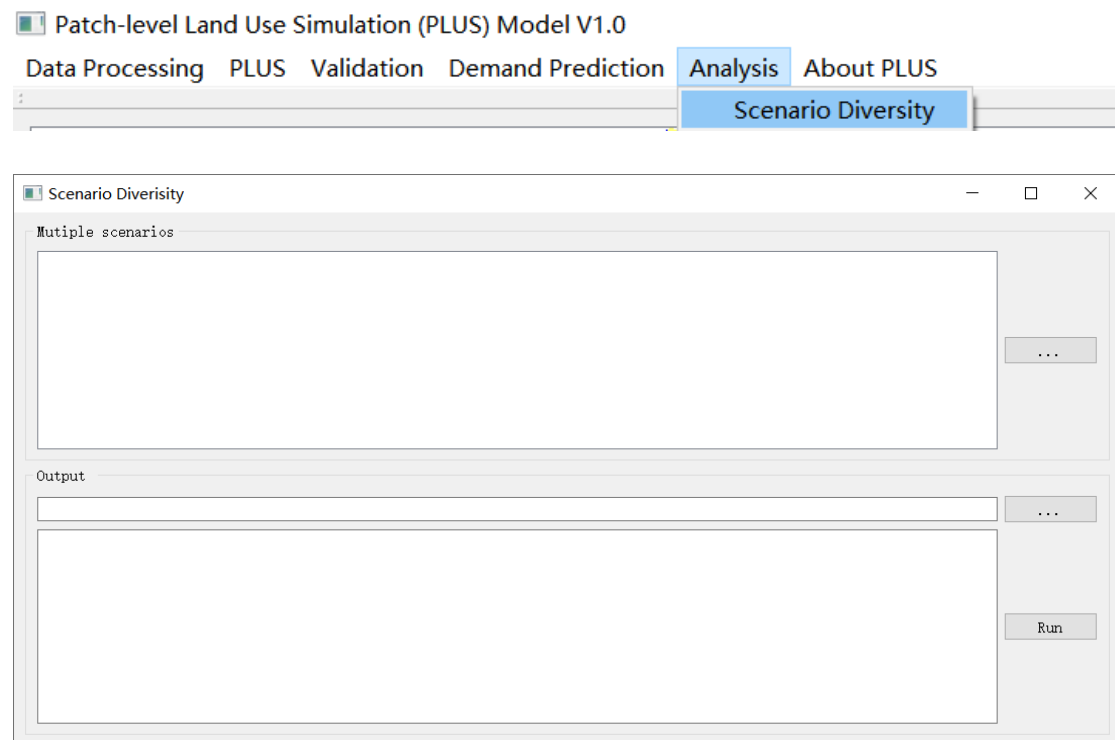 Patch-level Land Use Simulation (PLUS) Model V1.0
Data Processing PLUS Validation Demand Prediction Analysis About PLUS
Scenario Diversity
Scenario Diverisity
Mutiple scenarios
...
Output
...
Run